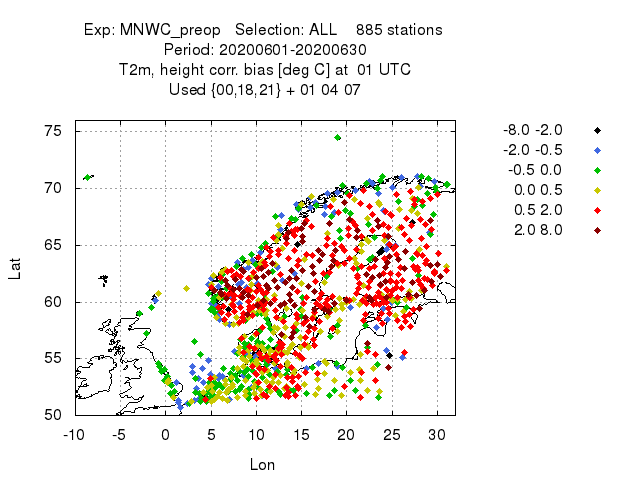 Exp: MNWC_preop   Selection: ALL    885 stations
Period: 20200601-20200630
T2m, height corr. bias [deg C] at  01 UTC
Used {00,18,21} + 01 04 07
75
70
65
60
55
50
Lat
-10 -5 0 5 10 15 20 25 30
Lon
-8.0 -2.0
-2.0 -0.5
-0.5 0.0
0.0 0.5
0.5 2.0
2.0 8.0